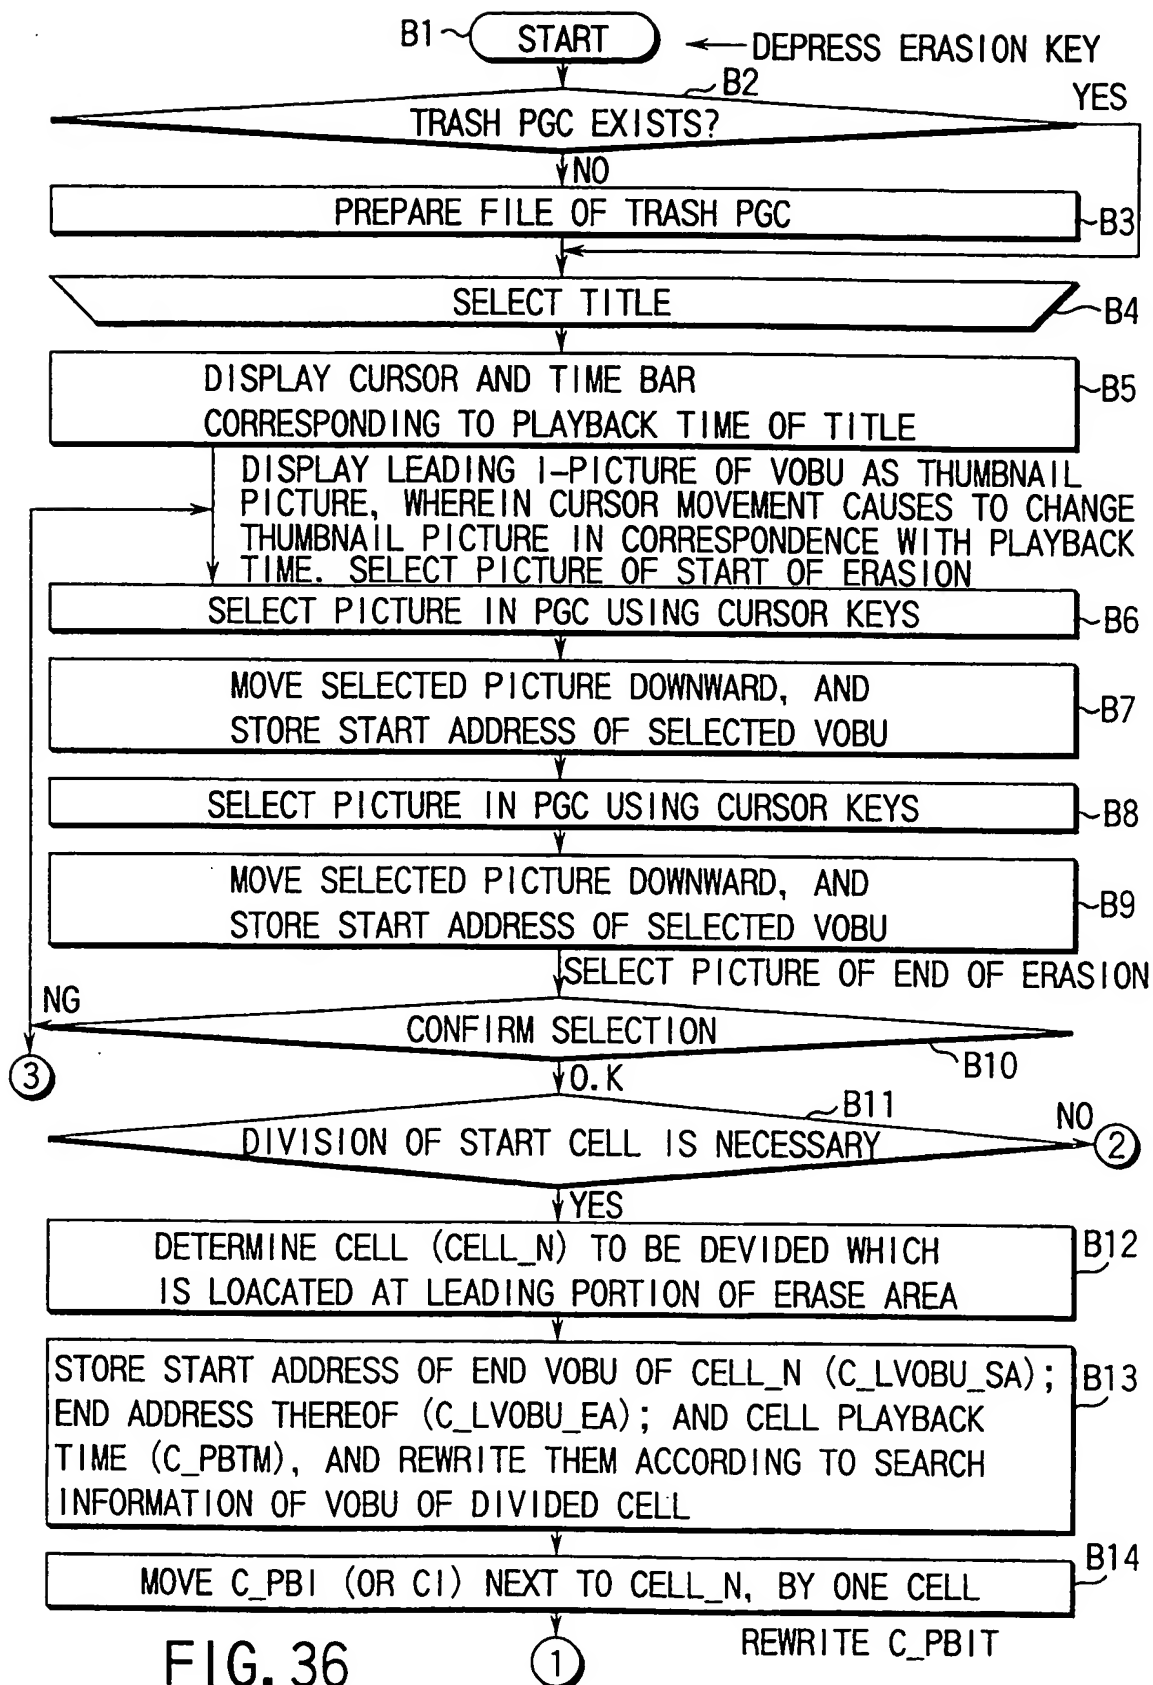 B1 START ← DEPRESS ERASION KEY
B2
TRASH PGC EXISTS? YES
NO
PREPARE FILE OF TRASH PGC B3
SELECT TITLE B4
DISPLAY CURSOR AND TIME BAR B5
CORRESPONDING TO PLAYBACK TIME OF TITLE
DISPLAY LEADING I-PICTURE OF VOBU AS THUMBNAIL
PICTURE, WHEREIN CURSOR MOVEMENT CAUSES TO CHANGE
THUMBNAIL PICTURE IN CORRESPONDENCE WITH PLAYBACK
TIME. SELECT PICTURE OF START OF ERASION
SELECT PICTURE IN PGC USING CURSOR KEYS B6
MOVE SELECTED PICTURE DOWNWARD, AND
STORE START ADDRESS OF SELECTED VOBU B7
SELECT PICTURE IN PGC USING CURSOR KEYS B8
MOVE SELECTED PICTURE DOWNWARD, AND
STORE START ADDRESS OF SELECTED VOBU B9
SELECT PICTURE OF END OF ERASION
NG
CONFIRM SELECTION
B10
3
O.K
B11
DIVISION OF START CELL IS NECESSARY NO 2
YES
DETERMINE CELL (CELL_N) TO BE DEVIDED WHICH B12
IS LOACATED AT LEADING PORTION OF ERASE AREA
STORE START ADDRESS OF END VOBU OF CELL_N (C_LVOBU_SA); B13
END ADDRESS THEREOF (C_LVOBU_EA); AND CELL PLAYBACK
TIME (C_PBTM), AND REWRITE THEM ACCORDING TO SEARCH
INFORMATION OF VOBU OF DIVIDED CELL
MOVE C_PBI (OR CI) NEXT TO CELL_N, BY ONE CELL B14
REWRITE C_PBIT
1
FIG. 36